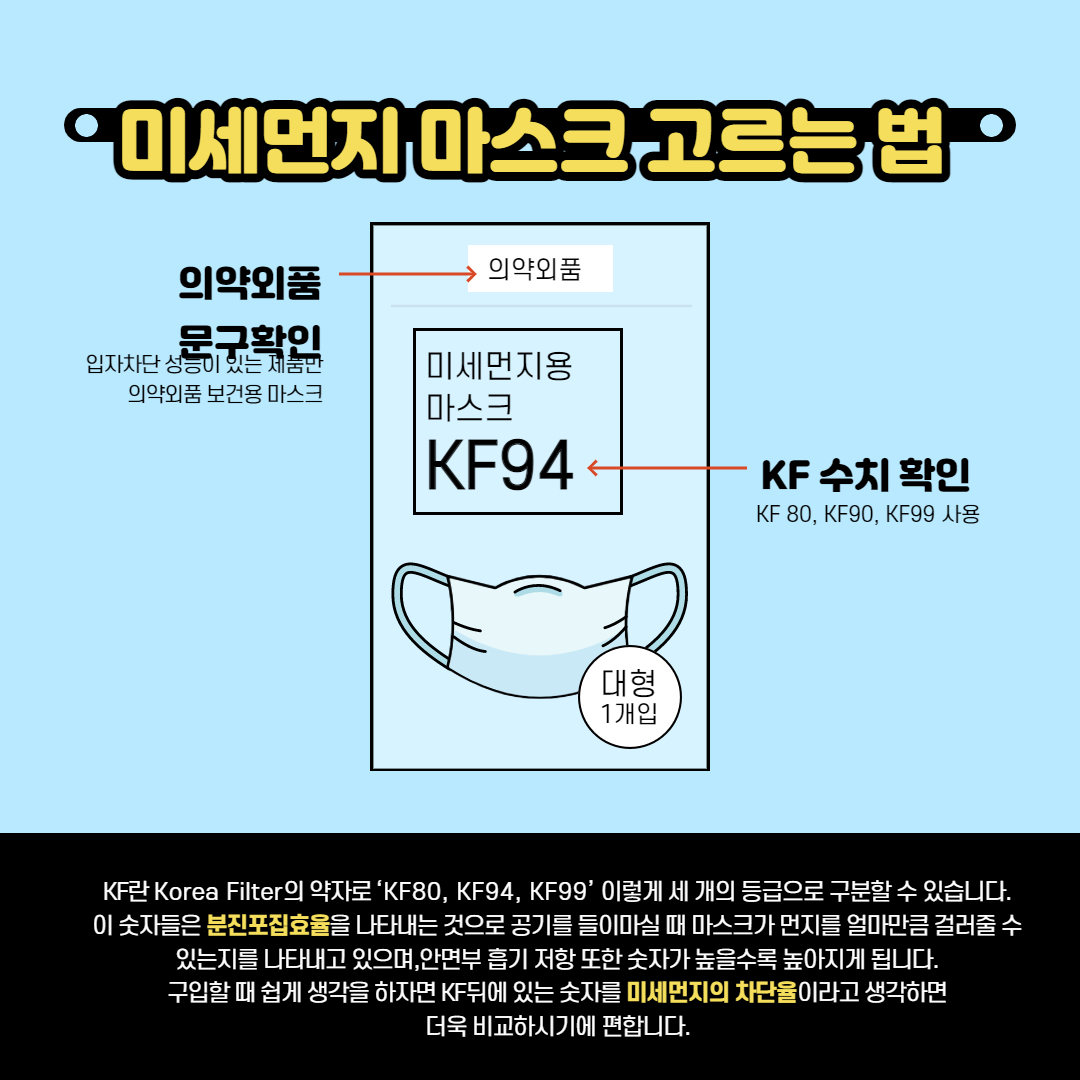 미세먼지 마스크 고르는 법
의약외품
문구확인
입자차단 성능이 있는 제품만
의약외품 보건용 마스크
의약외품
미세먼지용
마스크
KF94
KF 수치 확인
KF 80, KF90, KF99 사용
대형
1개입
KF란 Korea Filter의 약자로 ‘KF80, KF94, KF99’ 이렇게 세 개의 등급으로 구분할 수 있습니다.
이 숫자들은 분진포집효율을 나타내는 것으로 공기를 들이마실 때 마스크가 먼지를 얼마만큼 걸러줄 수
있는지를 나타내고 있으며,안면부 흡기 저항 또한 숫자가 높을수록 높아지게 됩니다.
구입할 때 쉽게 생각을 하자면 KF뒤에 있는 숫자를 미세먼지의 차단율이라고 생각하면
더욱 비교하시기에 편합니다.